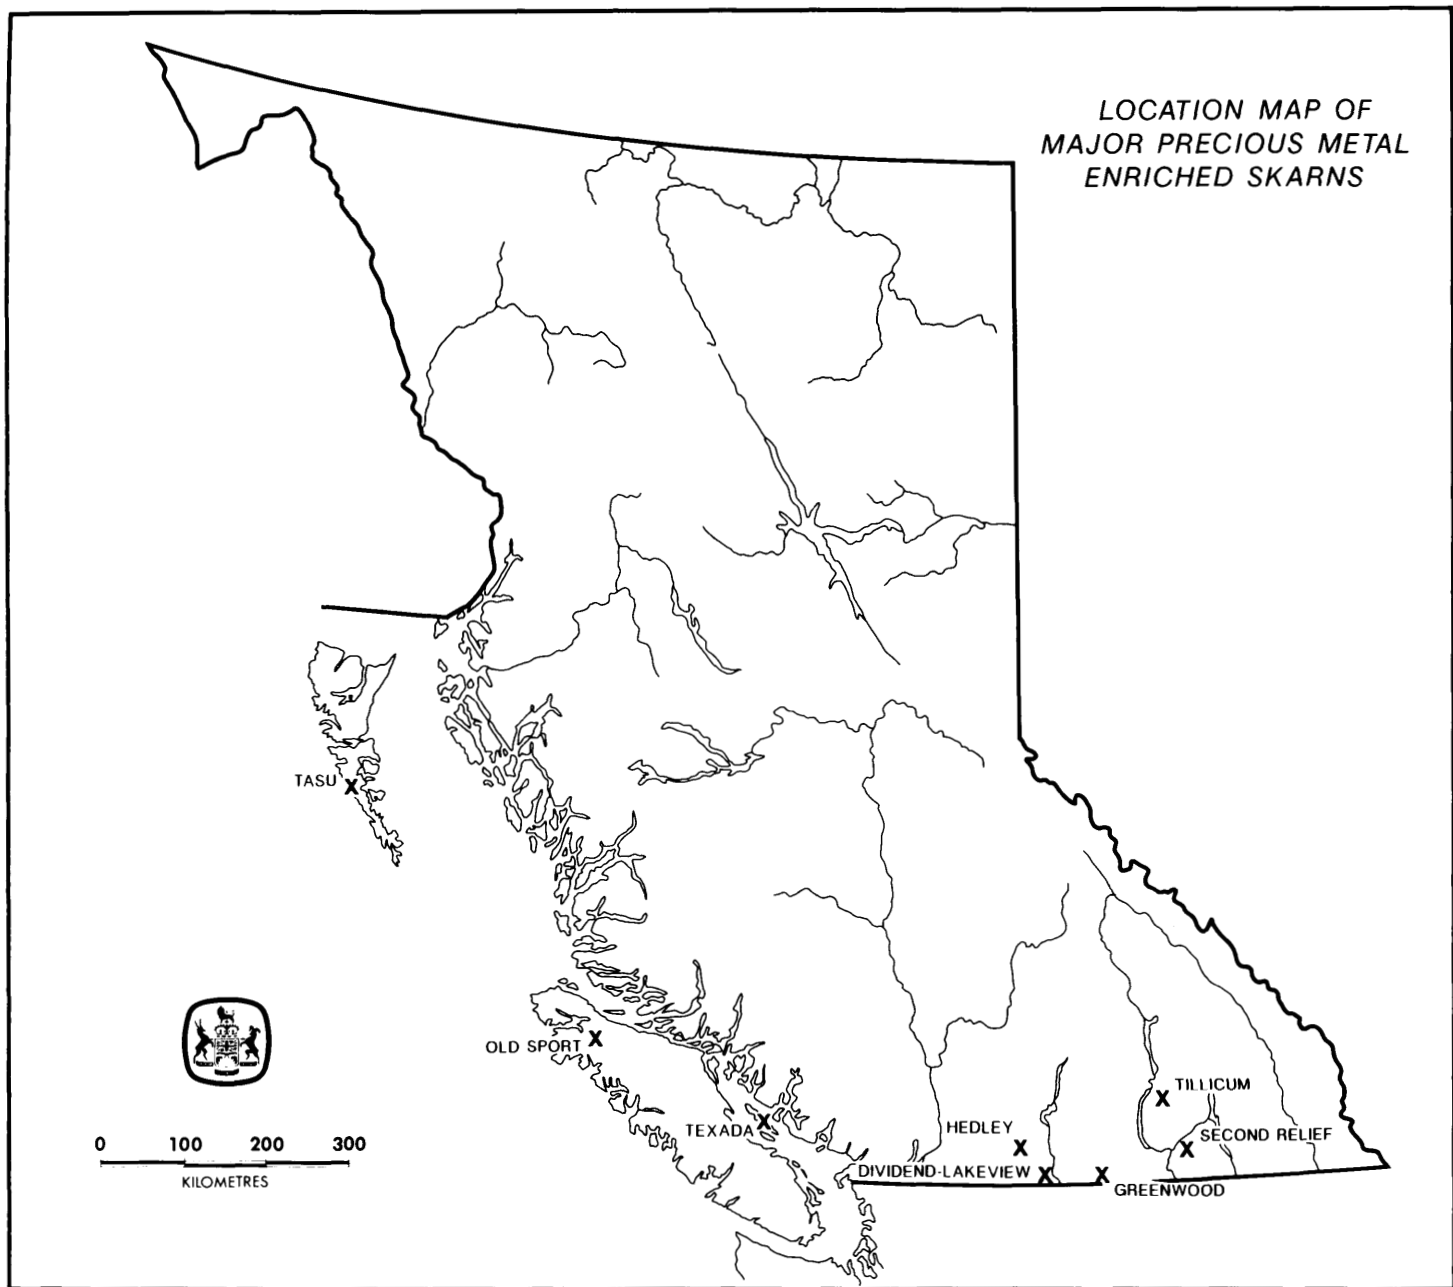 LOCATION MAP OF
MAJOR PRECIOUS METAL
ENRICHED SKARNS
TASU X
OLD SPORT X
TEXADA X
X TILLICUM
HEDLEY X
X SECOND RELIEF
DIVIDEND-LAKEVIEW X
X GREENWOOD
0 100 200 300
KILOMETRES